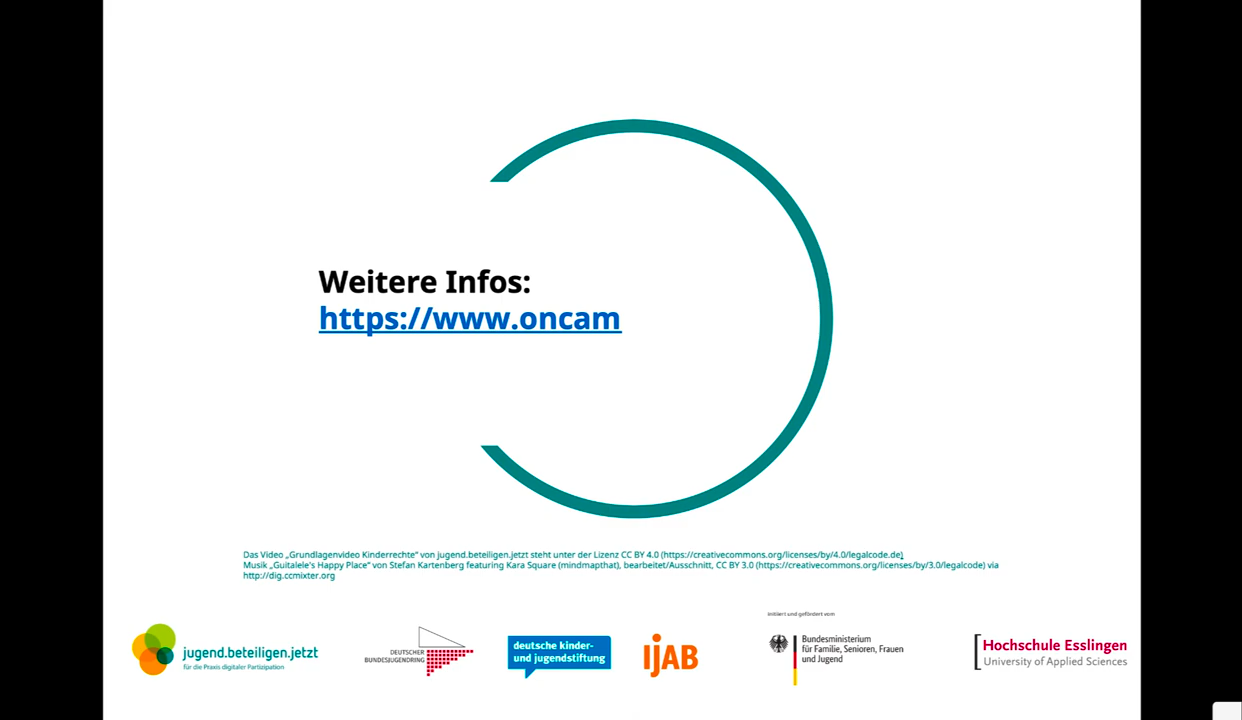 Weitere Infos:
https://www.oncam
Das Video „Grundlagenvideo Kinderrechte“ von jugend.beteiligen.jetzt steht unter der Lizenz CC BY 4.0 (https://creativecommons.org/licenses/by/4.0/legalcode.de)
Musik „Guitalele's Happy Place“ von Stefan Kartenberg featuring Kara Square (mindmapthat), bearbeitet/Ausschnitt, CC BY 3.0 (https://creativecommons.org/licenses/by/3.0/legalcode) via
http://dig.ccmixter.org
jugend.beteiligen.jetzt
für die Praxis digitaler Partizipation
DEUTSCHER
BUNDESJUGENDRING
deutsche kinder-
und jugendstiftung
IJAB
Initiiert und gefördert vom
Bundesministerium
für Familie, Senioren, Frauen
und Jugend
Hochschule Esslingen
University of Applied Sciences